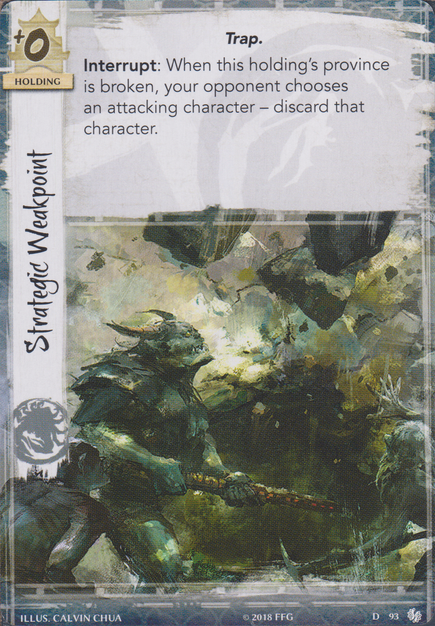 +0
HOLDING
Trap.
Interrupt: When this holding's province
is broken, your opponent chooses
an attacking character – discard that
character.
Strategic Weakpoint
ILLUS. CALVIN CHUA
© 2018 FFG
D 93